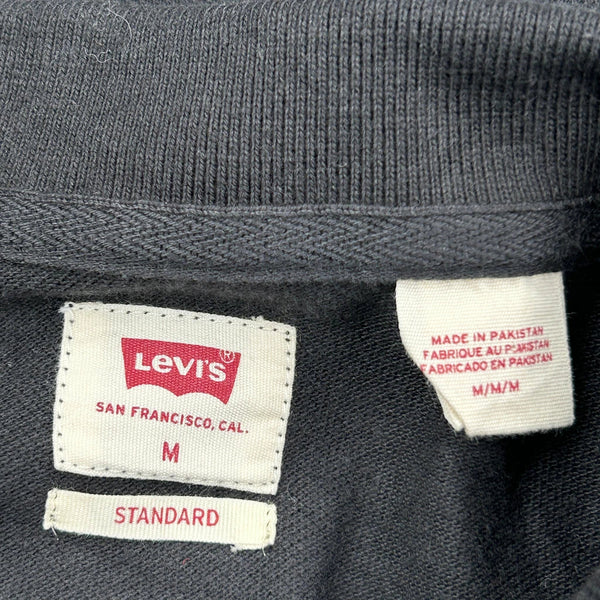 Levi's®
SAN FRANCISCO, CAL.
M
STANDARD
MADE IN PAKISTAN
FABRIQUE AU PAKISTAN
FABRICADO EN PAKISTAN
M/M/M